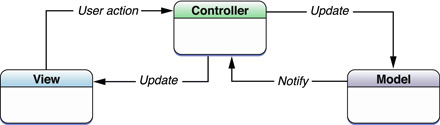 User action
Controller
Update
View
Update
Notify
Model